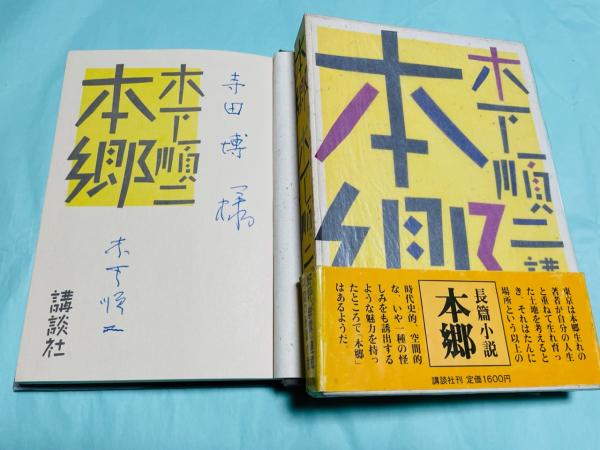 寺田博様
木下順二
本郷
木下順二
講談社
木下順二
本郷
講
東京は本郷生れの
著者が自分の人生
と重ねて生れ育っ
た土地を考えると
き、それはたんに
場所という以上の
長篇小説
本郷
時代史的、空間的
な、いや一種の怪
しみをも誘出する
ような魅力を持っ
たところで「本郷」
はあるようだ。
講談社刊 定価1600円